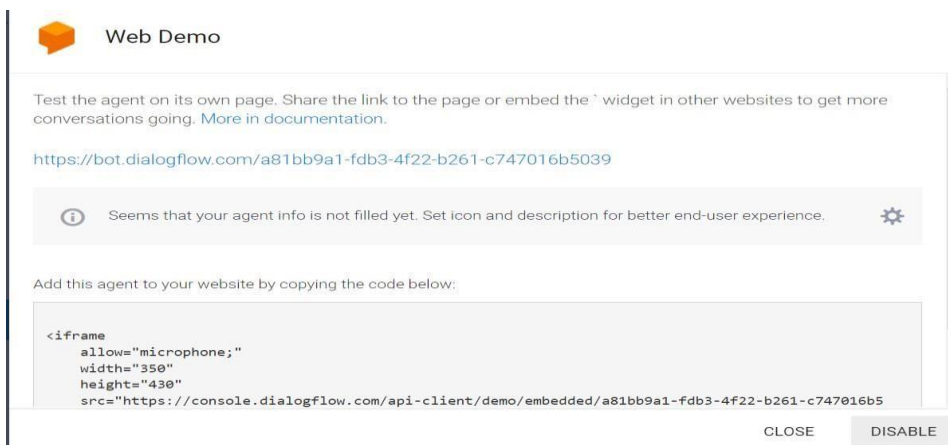 Web Demo
Test the agent on its own page. Share the link to the page or embed the ` widget in other websites to get more
conversations going. More in documentation.
https://bot.dialogflow.com/a81bb9a1-fdb3-4f22-b261-c747016b5039
Seems that your agent info is not filled yet. Set icon and description for better end-user experience.
Add this agent to your website by copying the code below:
<iframe
allow="microphone;"
width="350"
height="430"
src="https://console.dialogflow.com/api-client/demo/embedded/a81bb9a1-fdb3-4f22-b261-c747016b5
CLOSE DISABLE